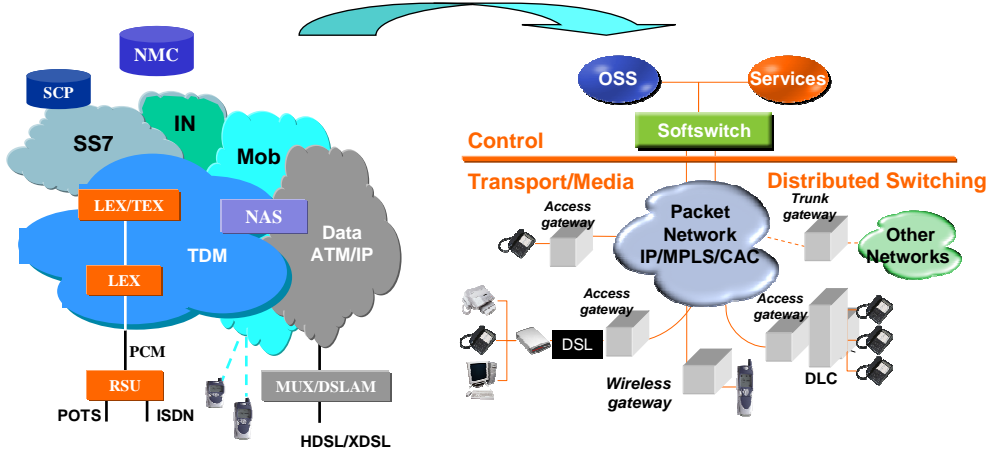 NMC
SCP
SS7
IN
Mob
LEX/TEX
NAS
TDM
Data
ATM/IP
LEX
PCM
RSU
MUX/DSLAM
POTS
ISDN
HDSL/XDSL
OSS
Services
Softswitch
Control
Transport/Media
Distributed Switching
Access
gateway
Packet
Network
IP/MPLS/CAC
Trunk
gateway
Other
Networks
Access
gateway
DSL
Access
gateway
Wireless
gateway
DLC